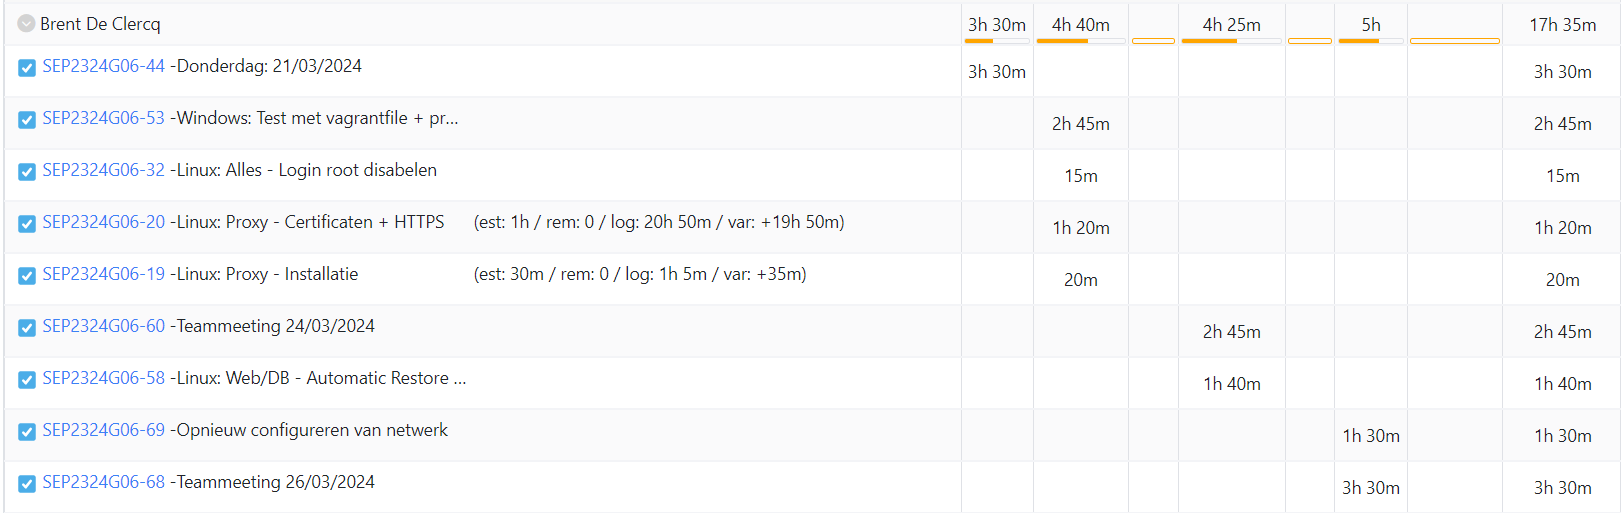 Brent De Clercq 3h 30m 4h 40m 4h 25m 5h 17h 35m
SEP2324G06-44 -Donderdag: 21/03/2024 3h 30m 3h 30m
SEP2324G06-53 -Windows: Test met vagrantfile + pr... 2h 45m 2h 45m
SEP2324G06-32 -Linux: Alles - Login root disabelen 15m 15m
SEP2324G06-20 -Linux: Proxy - Certificaten + HTTPS (est: 1h / rem: 0 / log: 20h 50m / var: +19h 50m) 1h 20m 1h 20m
SEP2324G06-19 -Linux: Proxy - Installatie (est: 30m / rem: 0 / log: 1h 5m / var: +35m) 20m 20m
SEP2324G06-60 -Teammeeting 24/03/2024 2h 45m 2h 45m
SEP2324G06-58 -Linux: Web/DB - Automatic Restore ... 1h 40m 1h 40m
SEP2324G06-69 -Opnieuw configureren van netwerk 1h 30m 1h 30m
SEP2324G06-68 -Teammeeting 26/03/2024 3h 30m 3h 30m